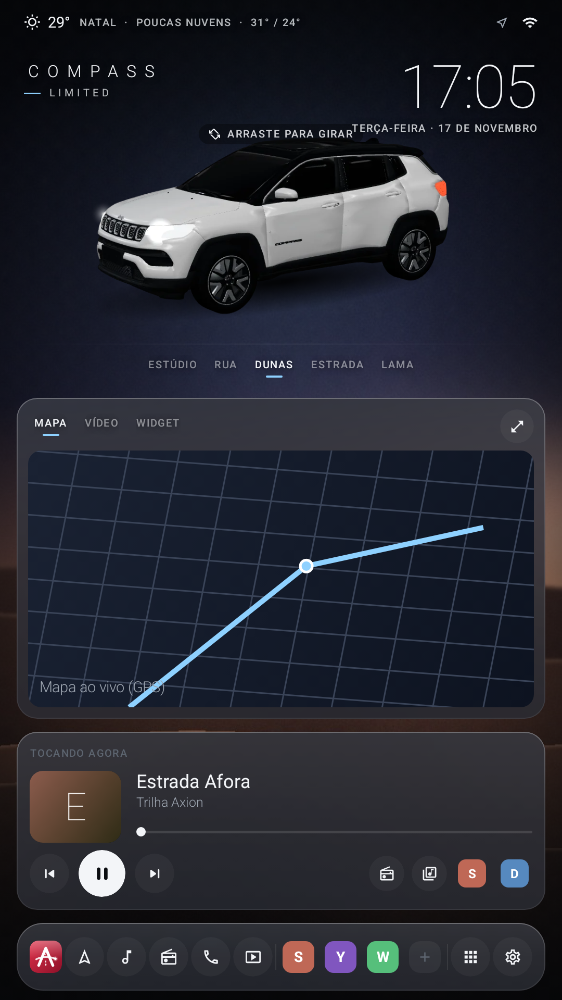 29° NATAL · POUCAS NUVENS · 31° / 24°
COMPASS
LIMITED
17:05
TERÇA-FEIRA · 17 DE NOVEMBRO
ARRASTE PARA GIRAR
ESTÚDIO RUA DUNAS ESTRADA LAMA
MAPA VÍDEO WIDGET
Mapa ao vivo (GPS)
TOCANDO AGORA
E
Estrada Afora
Trilha Axion
S D
S Y W +